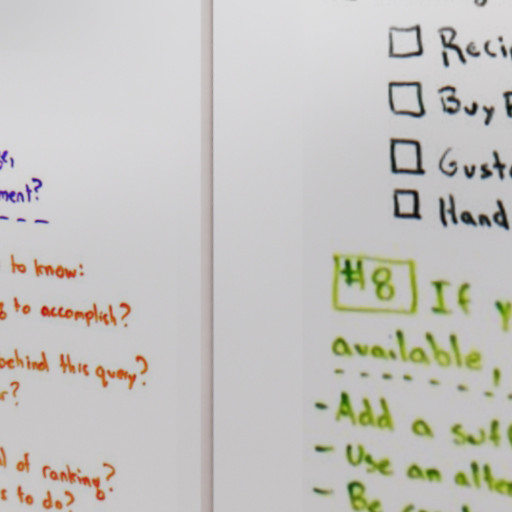 ment?
to know:
to accomplish?
behind this query?
r?
of ranking?
to do?
Reci
Buy
Gust
Hand
#8 If
available!
- Add a suf
- Use an alte
- Be